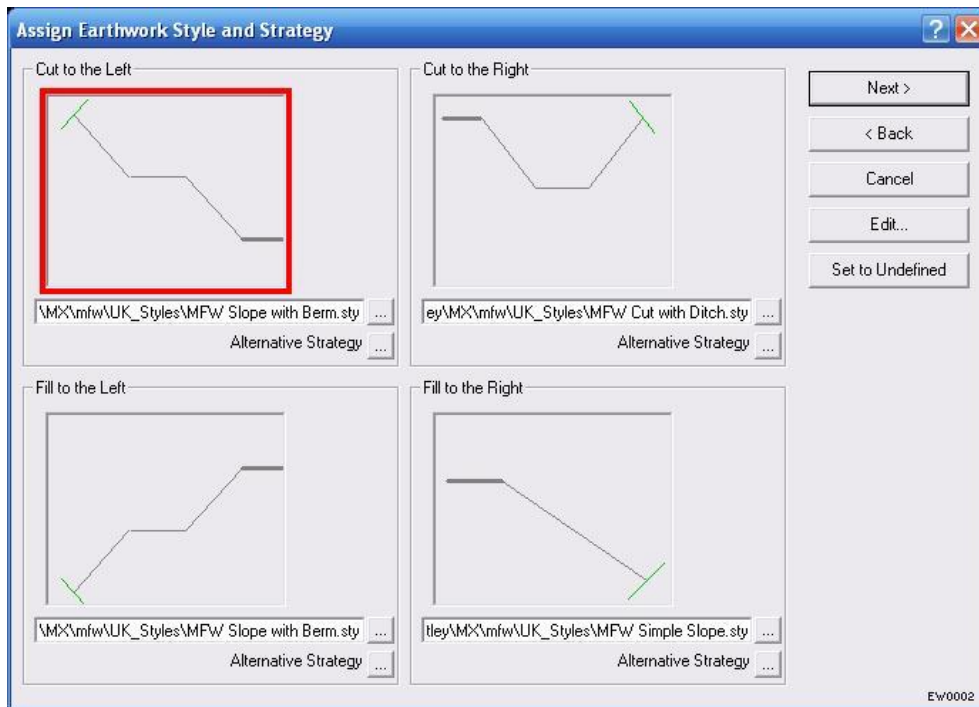 Assign Earthwork Style and Strategy
?
Cut to the Left
\MX\mfw\UK_Styles\MFW Slope with Berm.sty ...
Alternative Strategy ...
Cut to the Right
ey\MX\mfw\UK_Styles\MFW Cut with Ditch.sty ...
Alternative Strategy ...
Fill to the Left
\MX\mfw\UK_Styles\MFW Slope with Berm.sty ...
Alternative Strategy ...
Fill to the Right
tley\MX\mfw\UK_Styles\MFW Simple Slope.sty ...
Alternative Strategy ...
Next >
< Back
Cancel
Edit...
Set to Undefined
EW0002